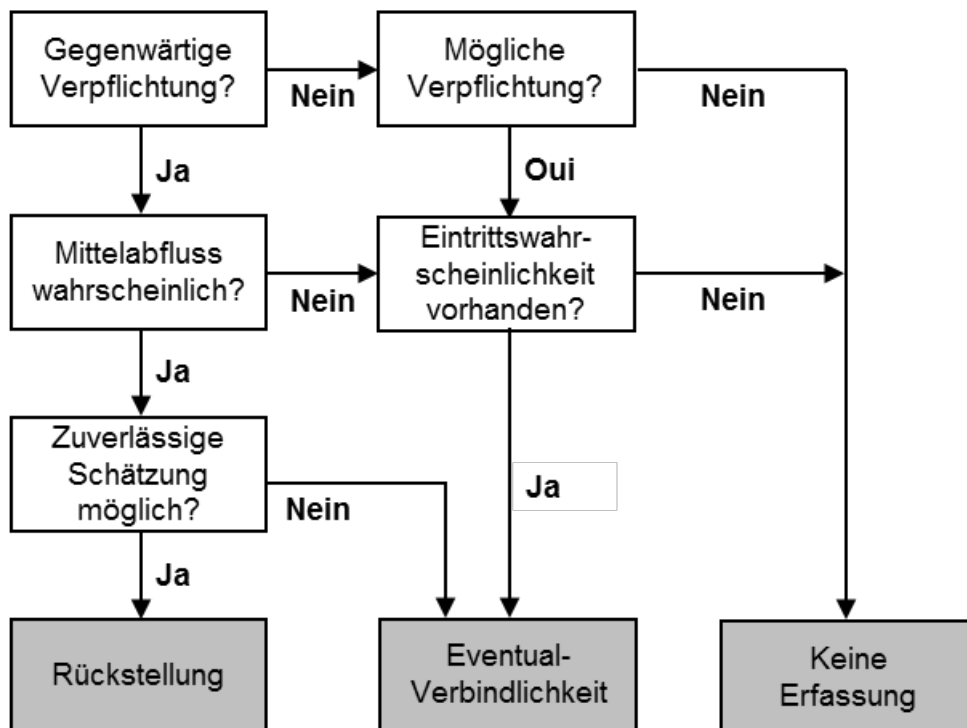 Gegenwärtige
Verpflichtung?
Nein
Mögliche
Verpflichtung?
Nein
Ja
Oui
Mittelabfluss
wahrscheinlich?
Nein
Eintrittswahr-
scheinlichkeit
vorhanden?
Nein
Ja
Zuverlässige
Schätzung
möglich?
Nein
Ja
Ja
Rückstellung
Eventual-
Verbindlichkeit
Keine
Erfassung